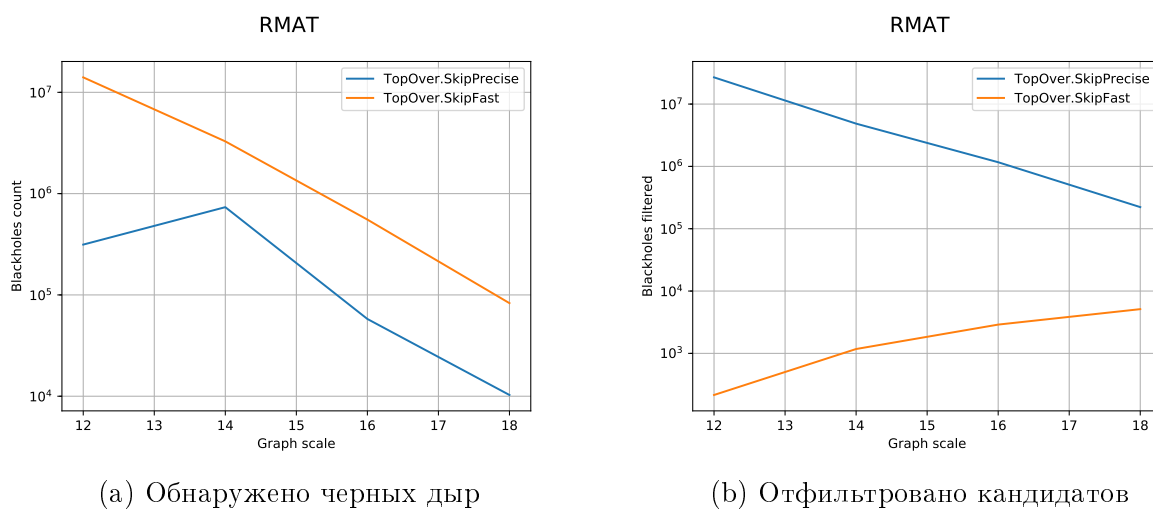 RMAT
TopOver.SkipPrecise
TopOver.SkipFast
Blackholes count
10^7
10^6
10^5
10^4
12 13 14 15 16 17 18
Graph scale
(a) Обнаружено черных дыр
RMAT
TopOver.SkipPrecise
TopOver.SkipFast
Blackholes filtered
10^7
10^6
10^5
10^4
10^3
12 13 14 15 16 17 18
Graph scale
(b) Отфильтровано кандидатов